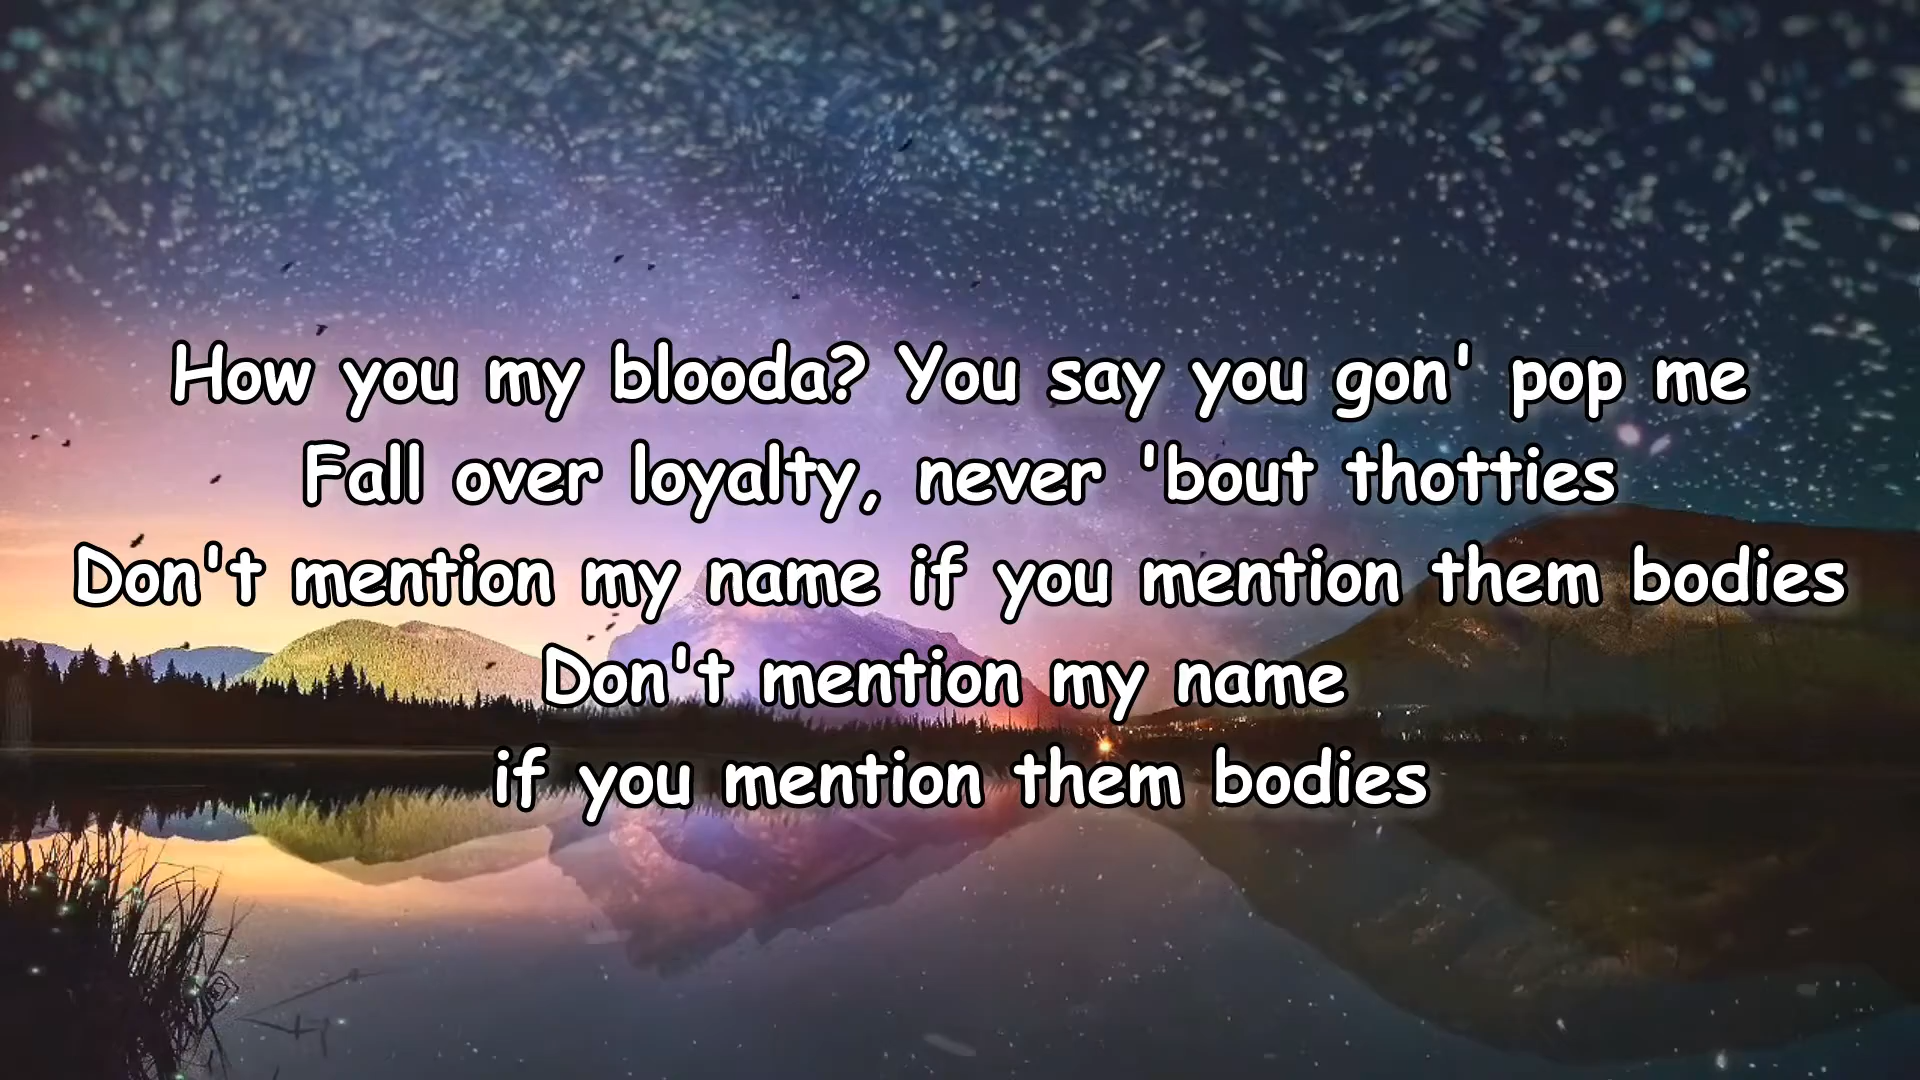 How you my blooda? You say you gon' pop me
Fall over loyalty, never 'bout thotties
Don't mention my name if you mention them bodies
Don't mention my name
if you mention them bodies